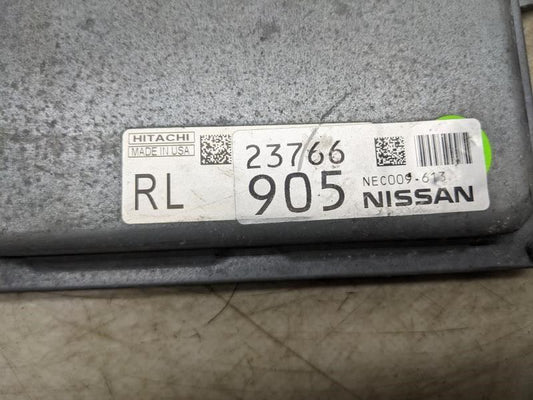 HITACHI
MADE IN USA
RL
23766
905
NEC009-613
NISSAN